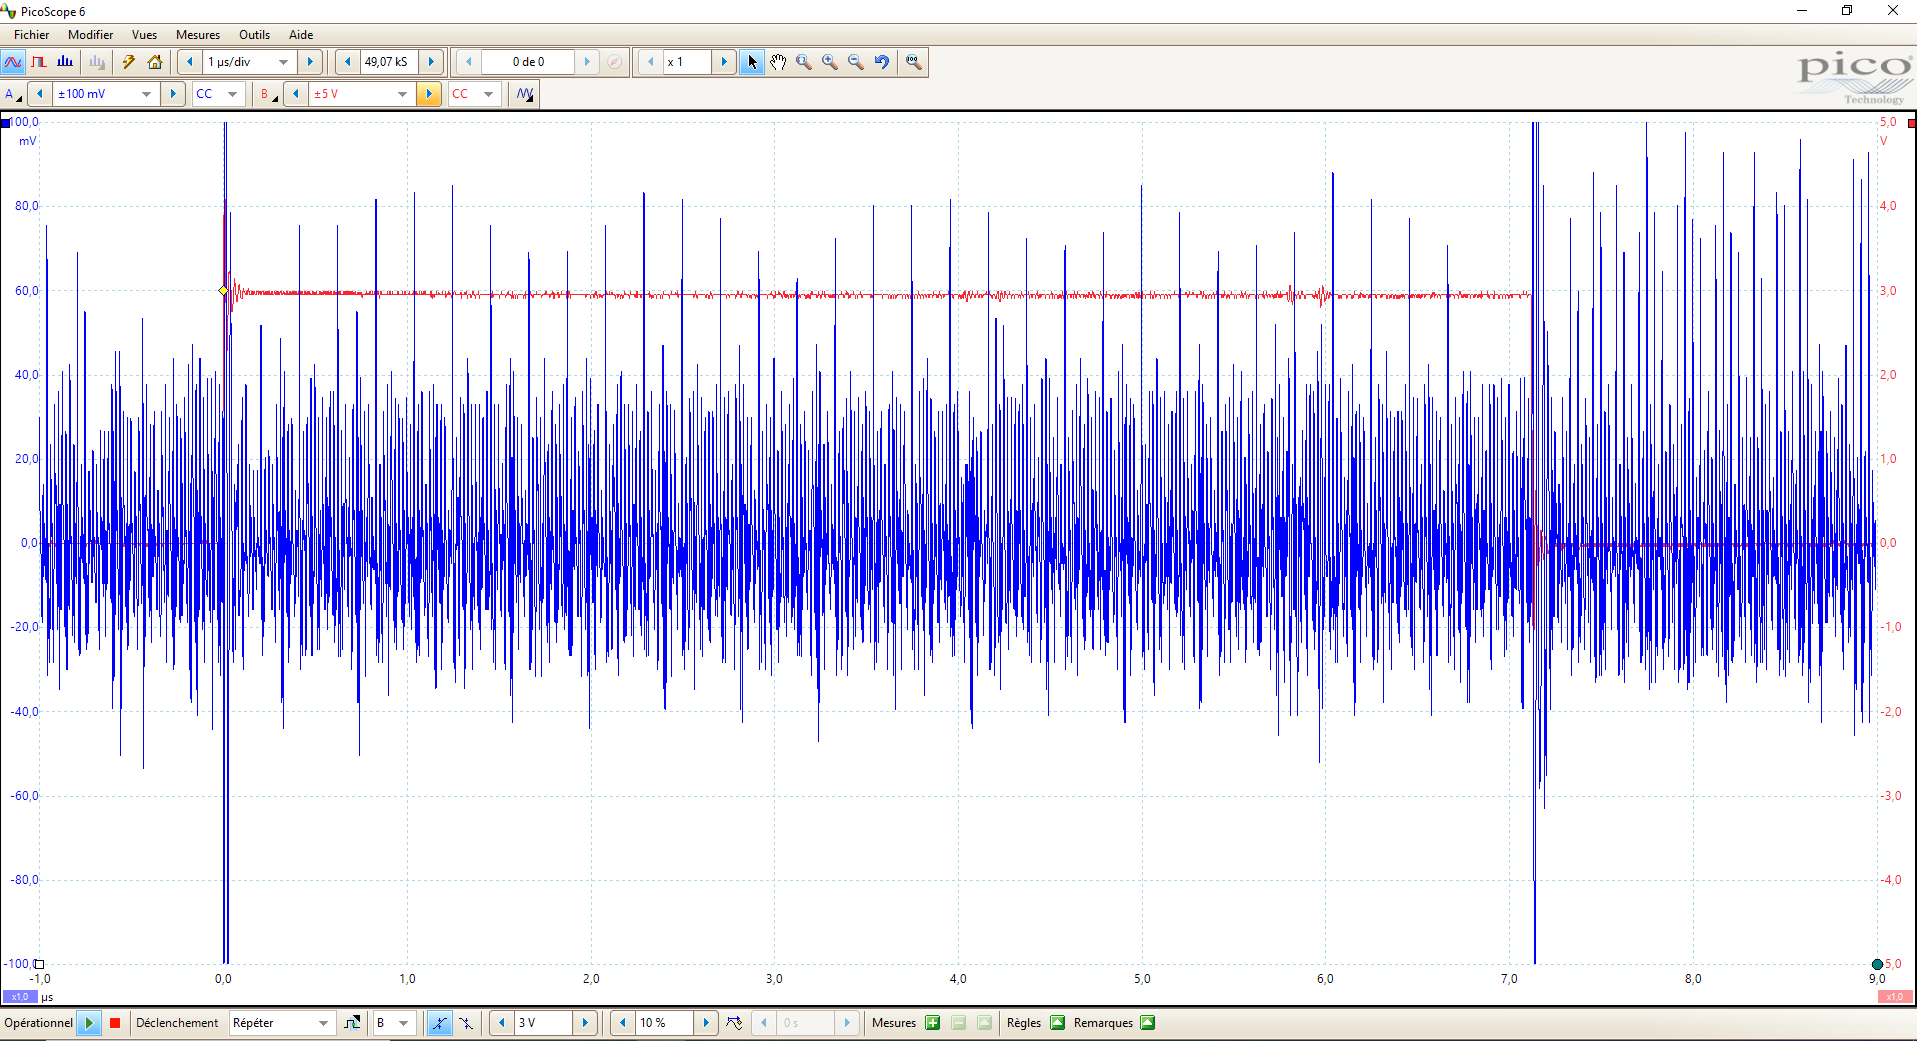 PicoScope 6
Fichier Modifier Vues Mesures Outils Aide
1 µs/div 49,07 kS 0 de 0 x 1
A ±100 mV CC B ±5 V CC
pico
Technology
100,0 5,0
mV V
80,0 4,0
60,0 3,0
40,0 2,0
20,0 1,0
0,0 0,0
-20,0 -1,0
-40,0 -2,0
-60,0 -3,0
-80,0 -4,0
-100,0 -5,0
-1,0 0,0 1,0 2,0 3,0 4,0 5,0 6,0 7,0 8,0 9,0
x1,0 µs x1,0
Opérationnel Déclenchement Répéter B 3 V 10 % 0 s Mesures Règles Remarques